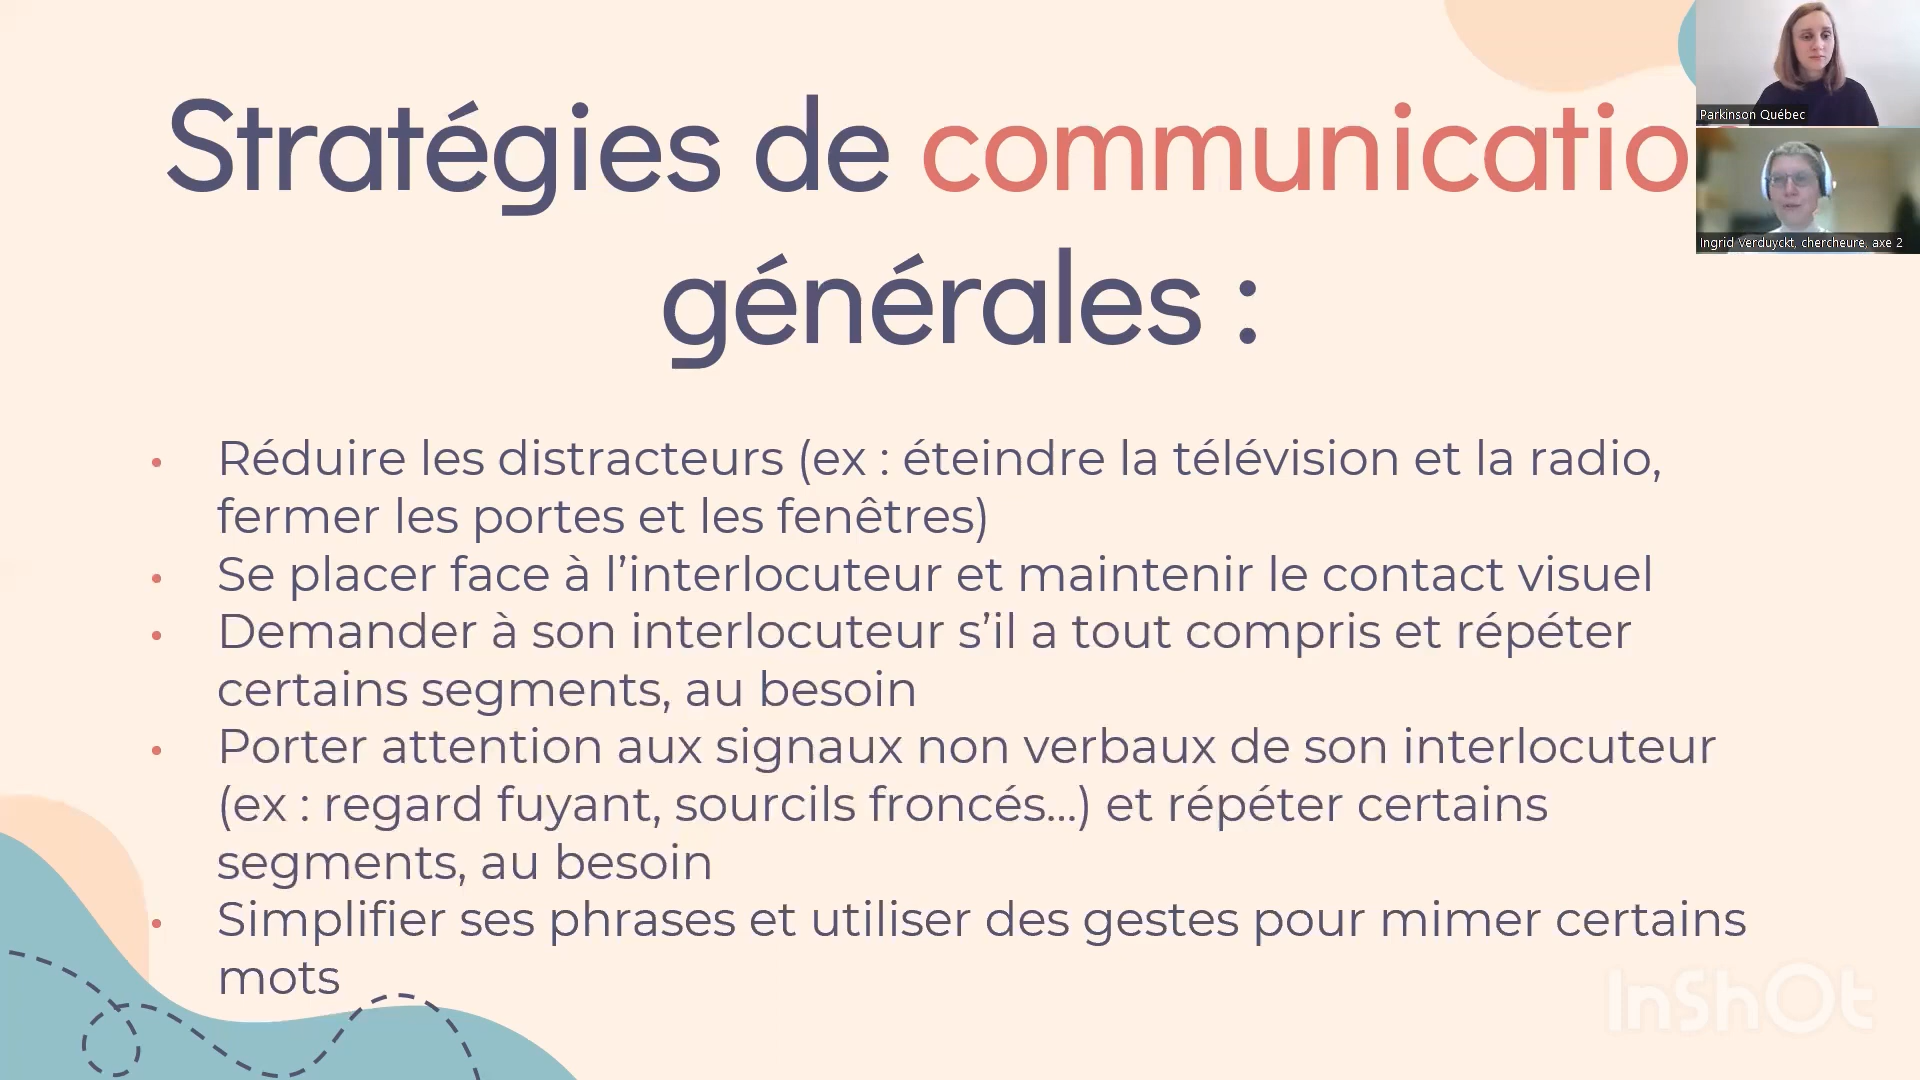 Stratégies de communicatio
générales :
• Réduire les distracteurs (ex : éteindre la télévision et la radio,
fermer les portes et les fenêtres)
• Se placer face à l’interlocuteur et maintenir le contact visuel
• Demander à son interlocuteur s’il a tout compris et répéter
certains segments, au besoin
• Porter attention aux signaux non verbaux de son interlocuteur
(ex : regard fuyant, sourcils froncés...) et répéter certains
segments, au besoin
• Simplifier ses phrases et utiliser des gestes pour mimer certains
mots
Parkinson Québec
Ingrid Verduyckt, chercheure, axe 2
InShOt